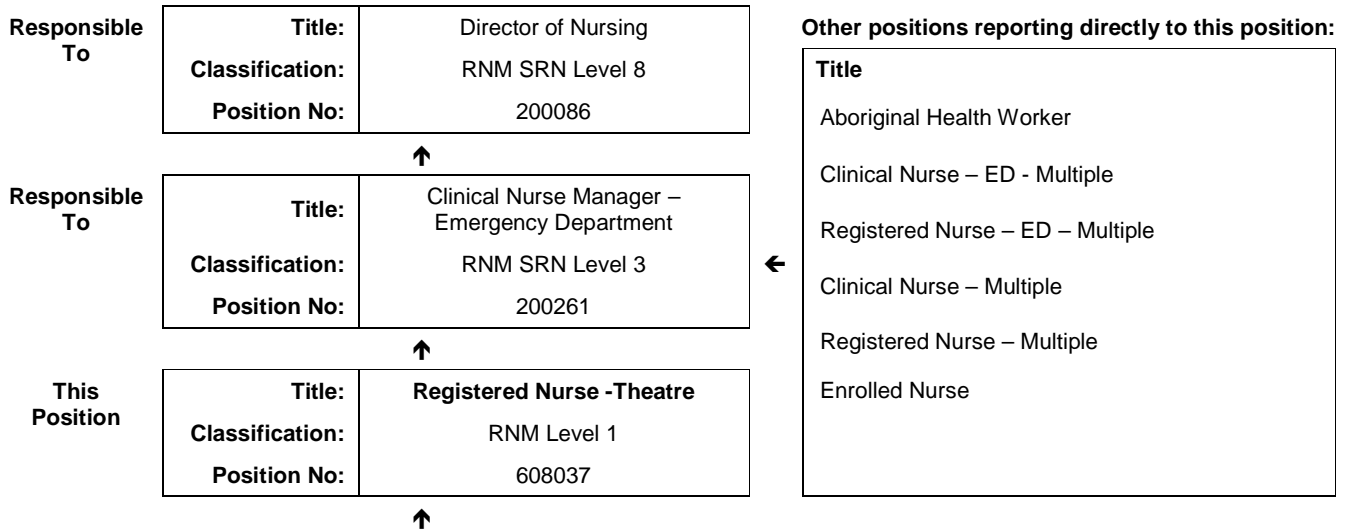 Responsible To
Title: Director of Nursing
Classification: RNM SRN Level 8
Position No: 200086
↑
Responsible To
Title: Clinical Nurse Manager –
Emergency Department
Classification: RNM SRN Level 3
Position No: 200261
↑
This Position
Title: Registered Nurse -Theatre
Classification: RNM Level 1
Position No: 608037
↑
←
Other positions reporting directly to this position:
Title
Aboriginal Health Worker
Clinical Nurse – ED - Multiple
Registered Nurse – ED – Multiple
Clinical Nurse – Multiple
Registered Nurse – Multiple
Enrolled Nurse